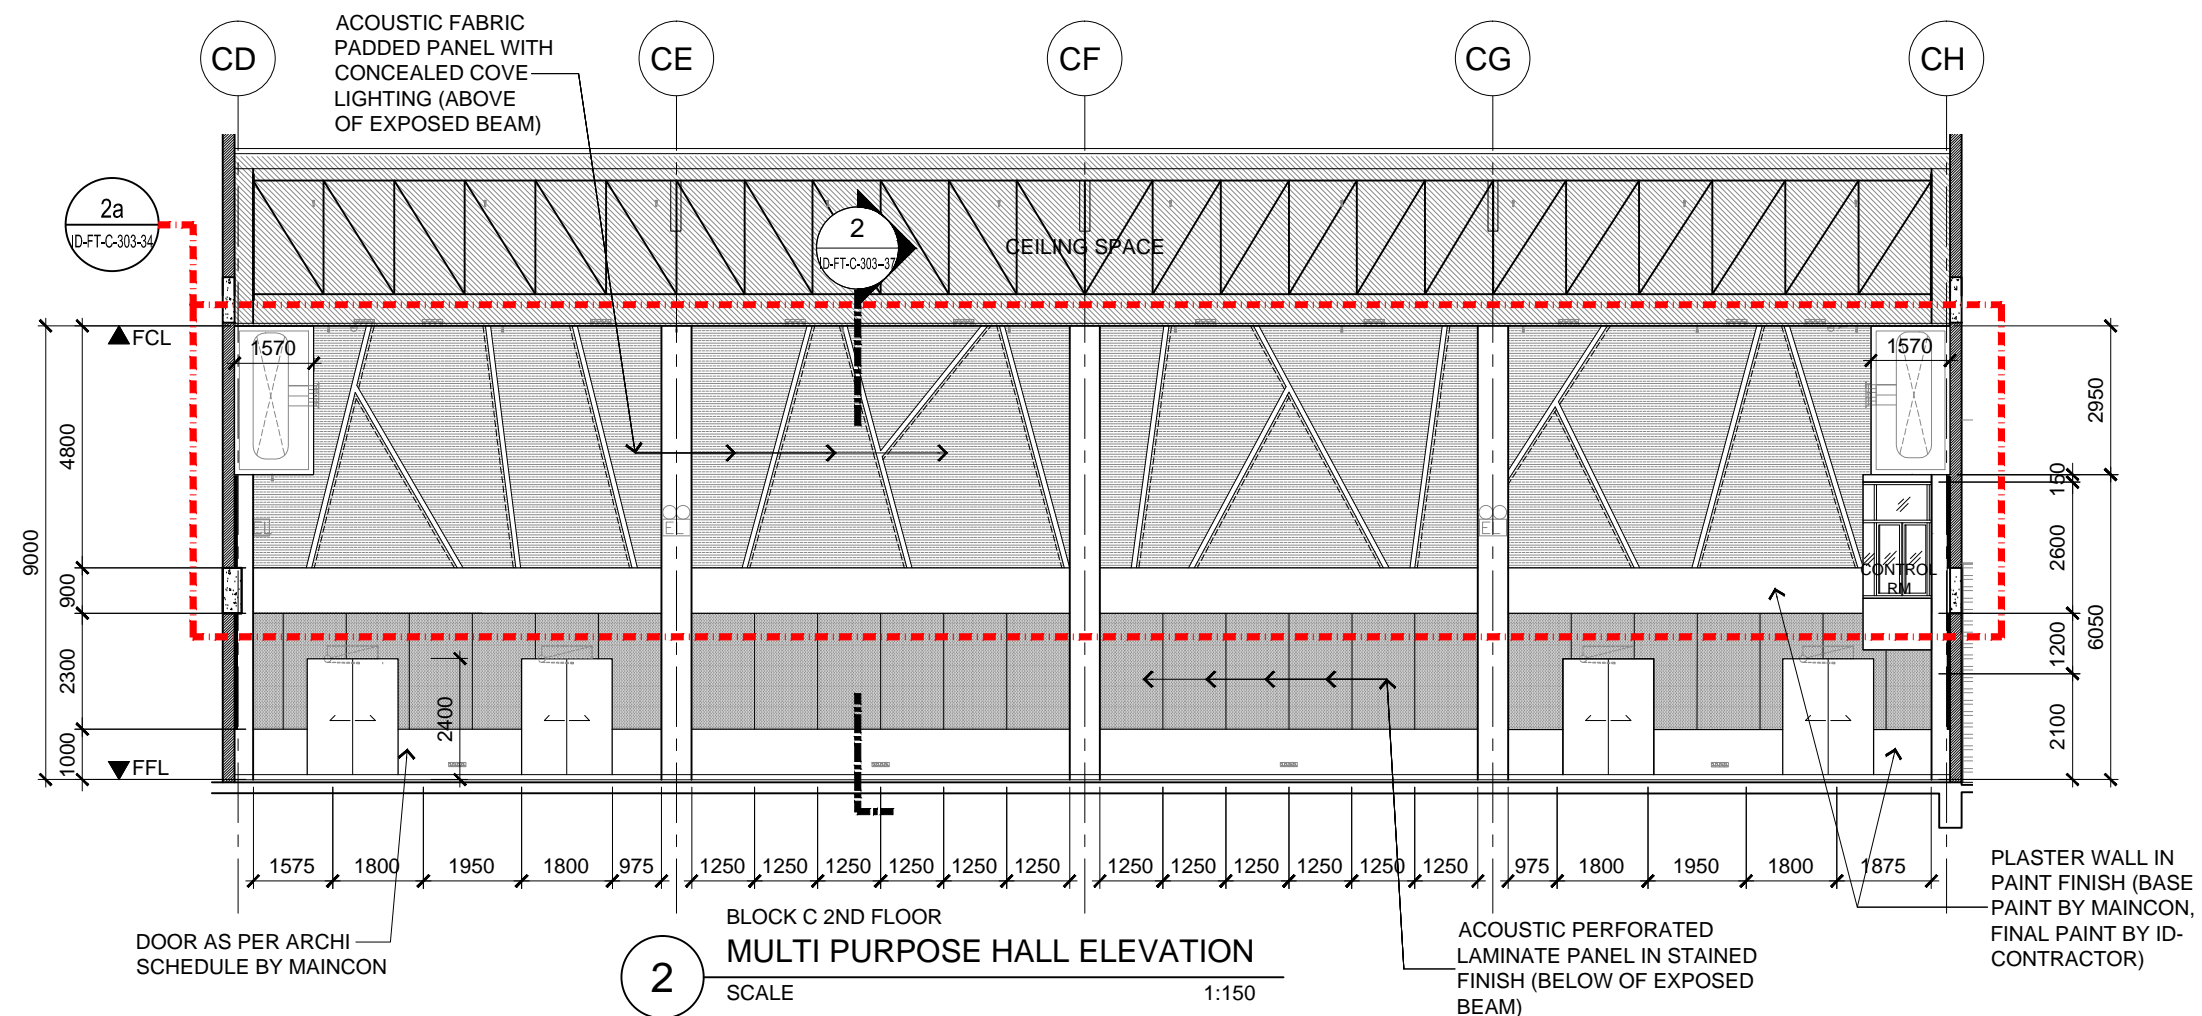 ACOUSTIC FABRIC
PADDED PANEL WITH
CONCEALED COVE
LIGHTING (ABOVE
OF EXPOSED BEAM)
CD
CE
CF
CG
CH
2a
ID-FT-C-303-34
2
ID-FT-C-303-37
CEILING SPACE
FCL
1570
1570
4800
9000
900
2300
1000
FFL
2400
2950
150
2600
1200
6050
2100
CONTROL
RM
1575 1800 1950 1800 975 1250 1250 1250 1250 1250 1250 1250 1250 1250 1250 1250 1250 975 1800 1950 1800 1875
DOOR AS PER ARCHI
SCHEDULE BY MAINCON
BLOCK C 2ND FLOOR
2
MULTI PURPOSE HALL ELEVATION
SCALE 1:150
ACOUSTIC PERFORATED
LAMINATE PANEL IN STAINED
FINISH (BELOW OF EXPOSED
BEAM)
PLASTER WALL IN
PAINT FINISH (BASE
PAINT BY MAINCON,
FINAL PAINT BY ID-
CONTRACTOR)